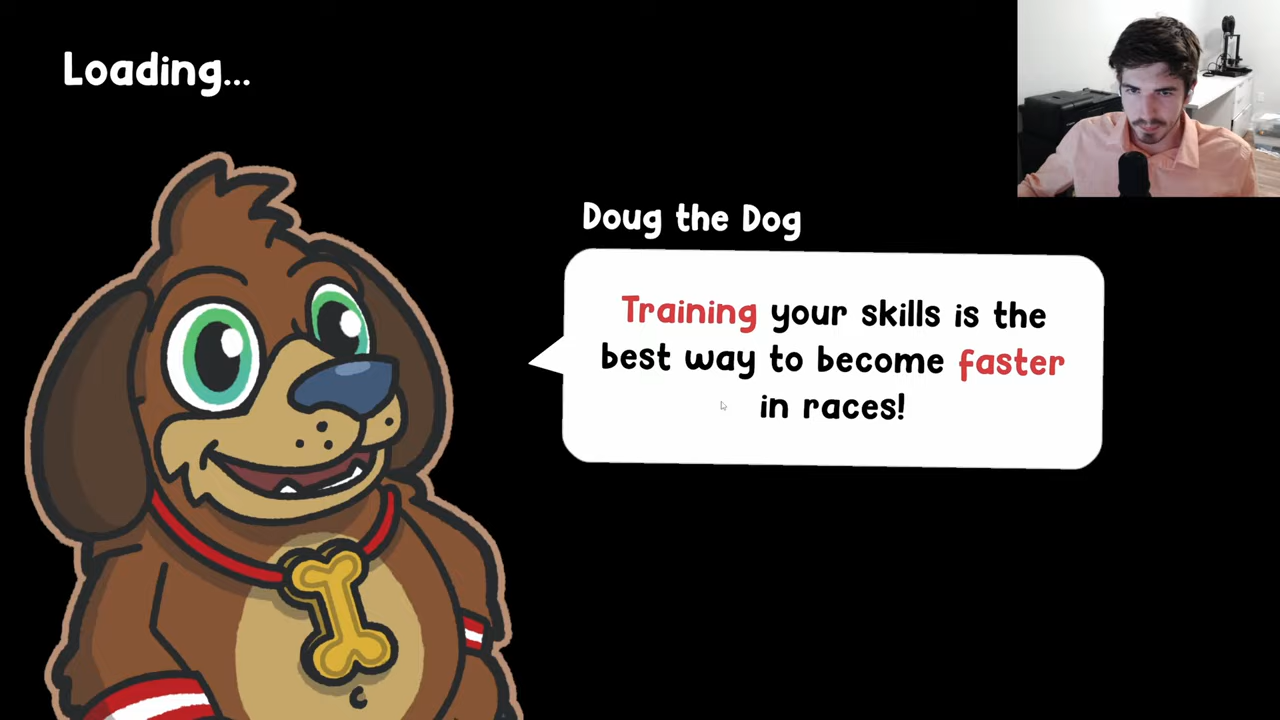 Loading...
Doug the Dog
Training your skills is the
best way to become faster
in races!